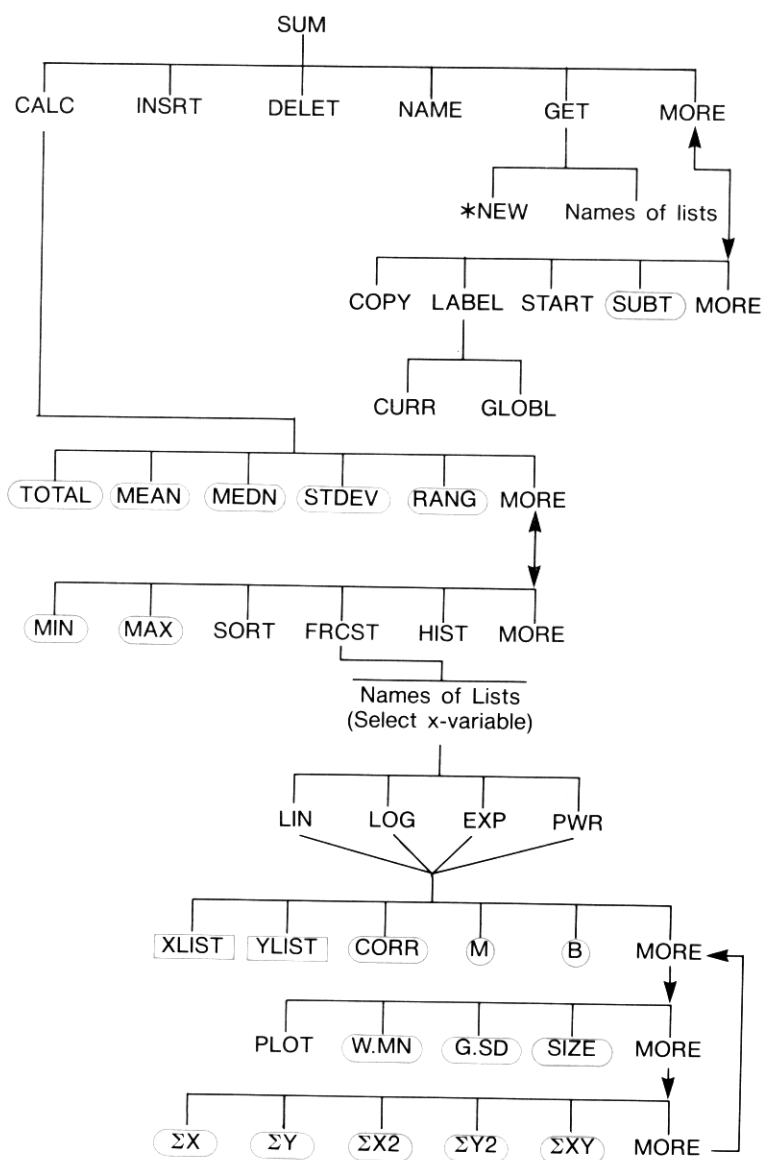 SUM
CALC INSRT DELET NAME GET MORE
∗NEW Names of lists
COPY LABEL START SUBT MORE
CURR GLOBL
TOTAL MEAN MEDN STDEV RANG MORE
MIN MAX SORT FRCST HIST MORE
Names of Lists
(Select x-variable)
LIN LOG EXP PWR
XLIST YLIST CORR M B MORE
PLOT W.MN G.SD SIZE MORE
ΣX ΣY ΣX2 ΣY2 ΣXY MORE